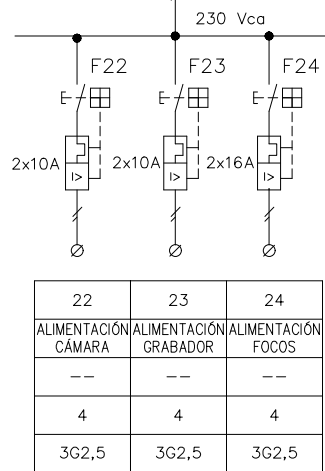 230 Vca
F22 F23 F24
2x10A 2x10A 2x16A
I> I> I>
22 23 24
ALIMENTACIÓN ALIMENTACIÓN ALIMENTACIÓN
CÁMARA GRABADOR FOCOS
-- -- --
4 4 4
3G2,5 3G2,5 3G2,5